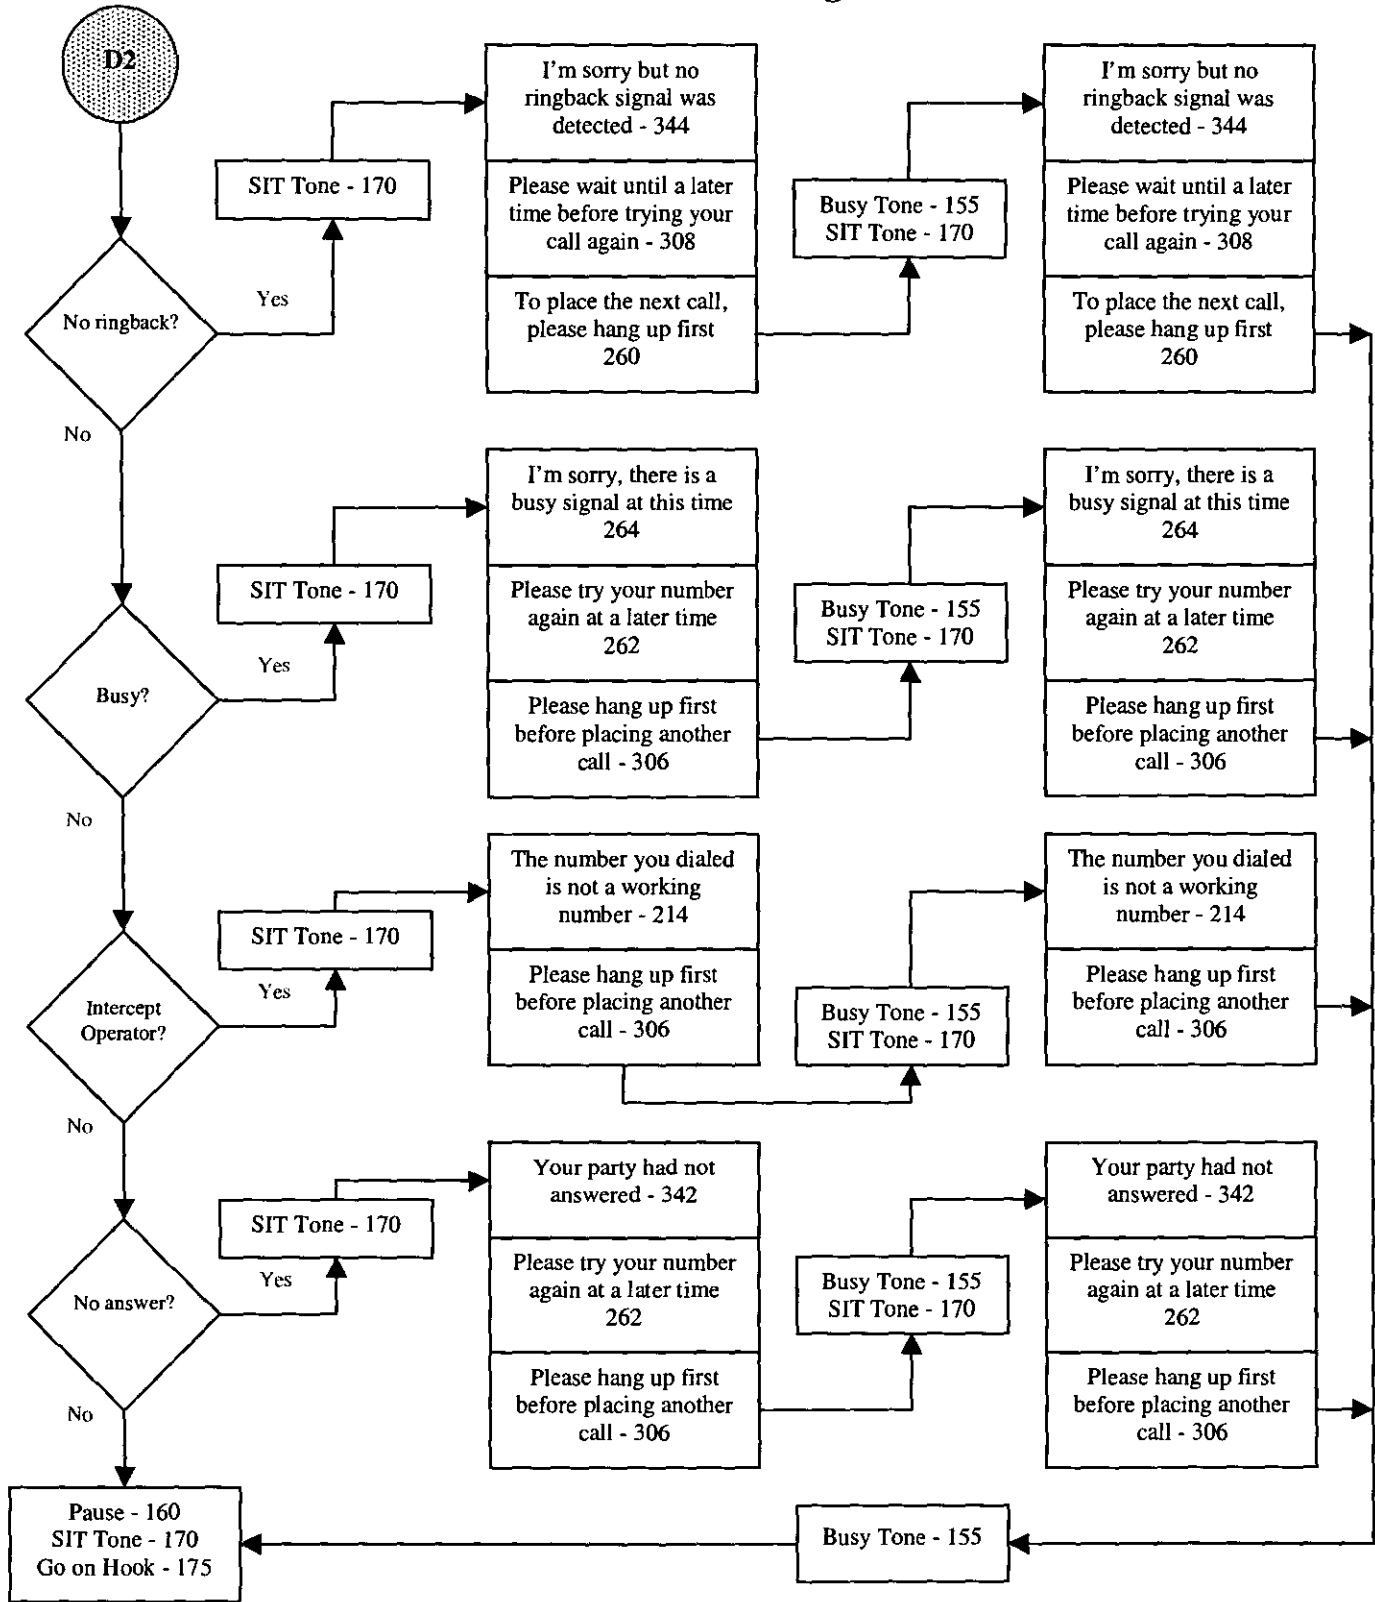 D2
No ringback?
Yes
No
SIT Tone - 170
I'm sorry but no
ringback signal was
detected - 344
Please wait until a later
time before trying your
call again - 308
To place the next call,
please hang up first
260
Busy Tone - 155
SIT Tone - 170
I'm sorry but no
ringback signal was
detected - 344
Please wait until a later
time before trying your
call again - 308
To place the next call,
please hang up first
260
Busy?
Yes
No
SIT Tone - 170
I'm sorry, there is a
busy signal at this time
264
Please try your number
again at a later time
262
Please hang up first
before placing another
call - 306
Busy Tone - 155
SIT Tone - 170
I'm sorry, there is a
busy signal at this time
264
Please try your number
again at a later time
262
Please hang up first
before placing another
call - 306
Intercept
Operator?
Yes
No
SIT Tone - 170
The number you dialed
is not a working
number - 214
Please hang up first
before placing another
call - 306
Busy Tone - 155
SIT Tone - 170
The number you dialed
is not a working
number - 214
Please hang up first
before placing another
call - 306
No answer?
Yes
No
SIT Tone - 170
Your party had not
answered - 342
Please try your number
again at a later time
262
Please hang up first
before placing another
call - 306
Busy Tone - 155
SIT Tone - 170
Your party had not
answered - 342
Please try your number
again at a later time
262
Please hang up first
before placing another
call - 306
Pause - 160
SIT Tone - 170
Go on Hook - 175
Busy Tone - 155